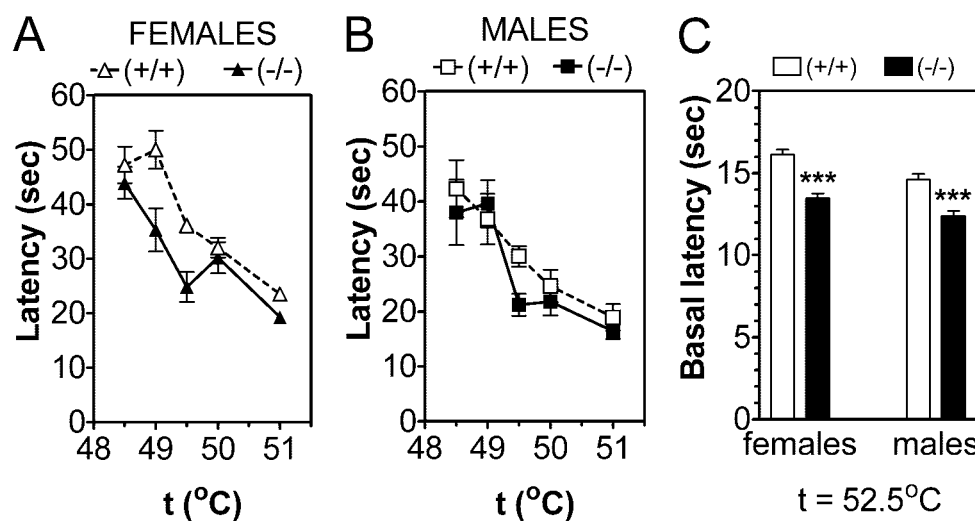 A FEMALES
(+/+) (-/-)
Latency (sec)
60
50
40
30
20
10
0
48 49 50 51
t (°C)
B MALES
(+/+) (-/-)
Latency (sec)
60
50
40
30
20
10
0
48 49 50 51
t (°C)
C
(+/+) (-/-)
Basal latency (sec)
20
15
10
5
0
*** ***
females males
t = 52.5°C